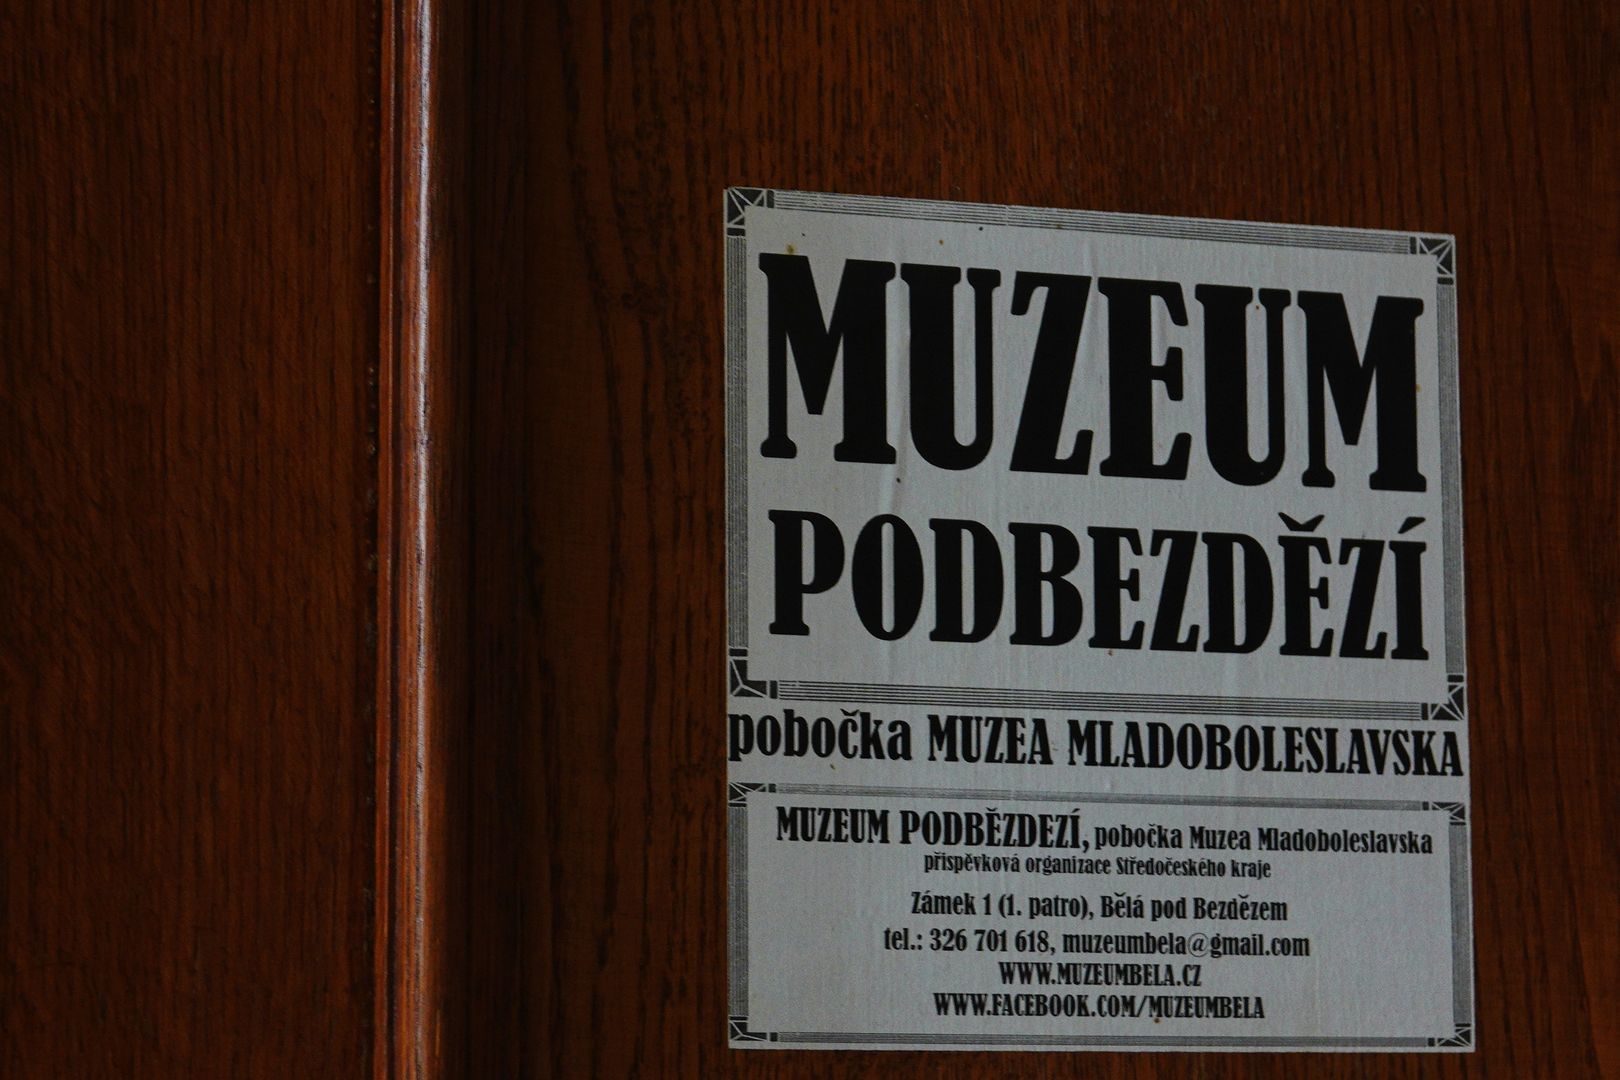 MUZEUM
PODBEZDĚZÍ
pobočka MUZEA MLADOBOLESLAVSKA
MUZEUM PODBĚZDEZÍ, pobočka Muzea Mladoboleslavska
příspěvková organizace Středočeského kraje
Zámek 1 (1. patro), Bělá pod Bezdězem
tel.: 326 701 618, muzeumbela@gmail.com
WWW.MUZEUMBELA.CZ
WWW.FACEBOOK.COM/MUZEUMBELA